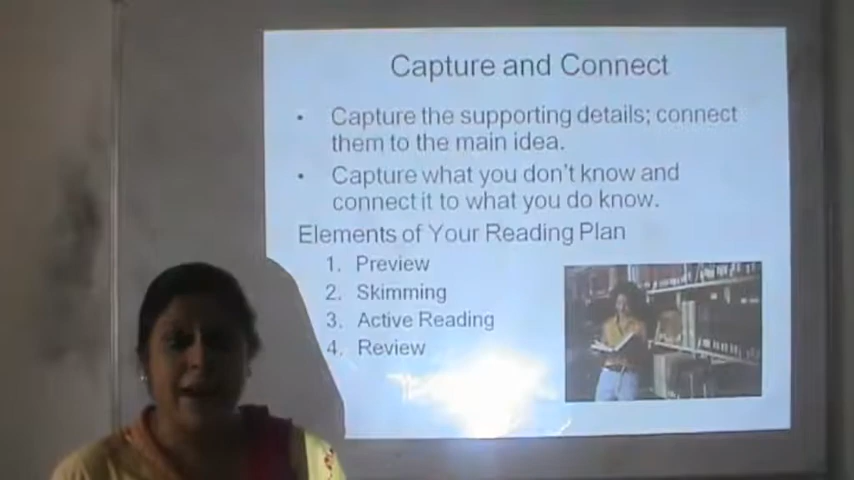 Capture and Connect
• Capture the supporting details; connect
them to the main idea.
• Capture what you don't know and
connect it to what you do know.
Elements of Your Reading Plan
1. Preview
2. Skimming
3. Active Reading
4. Review